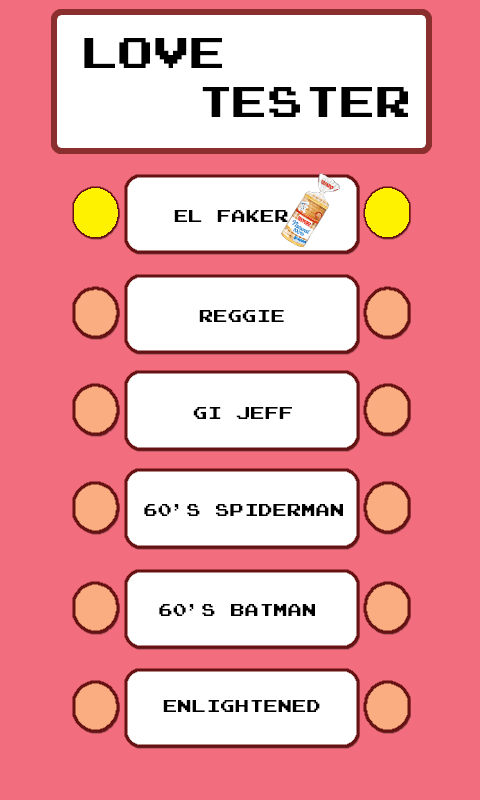 LOVE
TESTER
EL FAKER
REGGIE
GI JEFF
60'S SPIDERMAN
60'S BATMAN
ENLIGHTENED